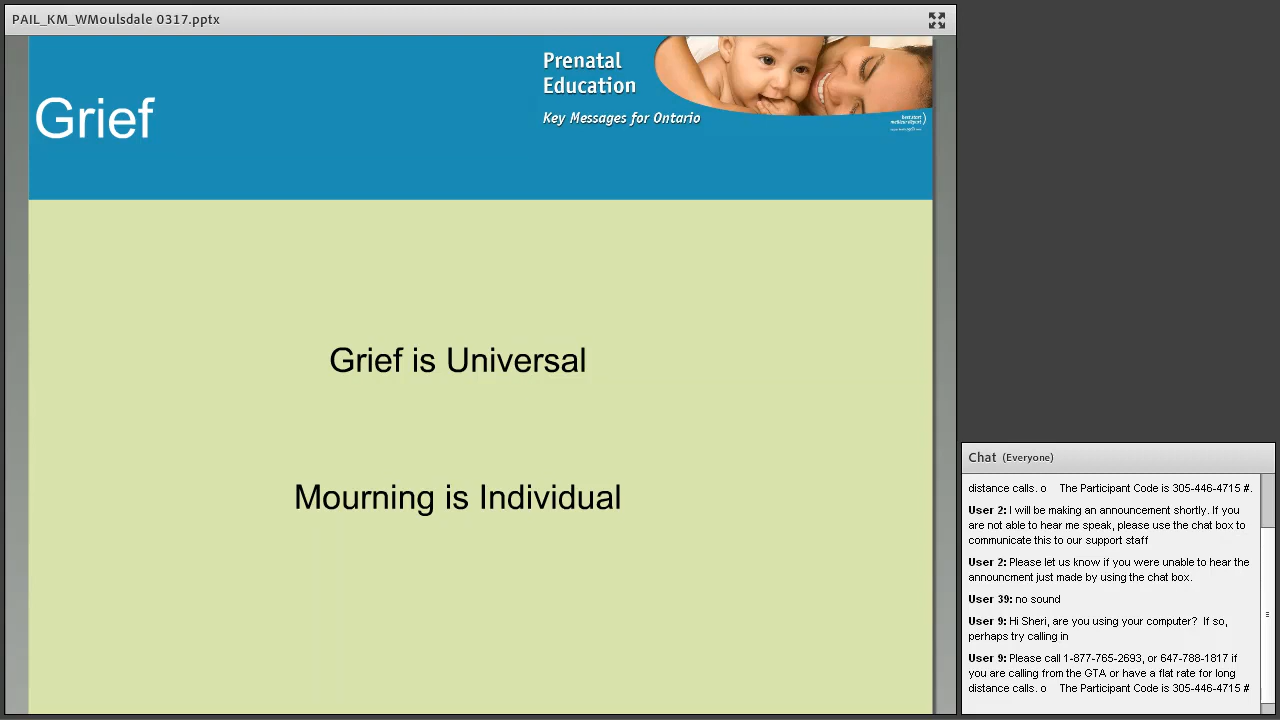 PAIL_KM_WMoulsdale 0317.pptx
Grief
Prenatal
Education
Key Messages for Ontario
Grief is Universal
Mourning is Individual
Chat (Everyone)
distance calls. o The Participant Code is 305-446-4715 #.
User 2: I will be making an announcement shortly. If you
are not able to hear me speak, please use the chat box to
communicate this to our support staff
User 2: Please let us know if you were unable to hear the
announcment just made by using the chat box.
User 39: no sound
User 9: Hi Sheri, are you using your computer? If so,
perhaps try calling in
User 9: Please call 1-877-765-2693, or 647-788-1817 if
you are calling from the GTA or have a flat rate for long
distance calls. o The Participant Code is 305-446-4715 #